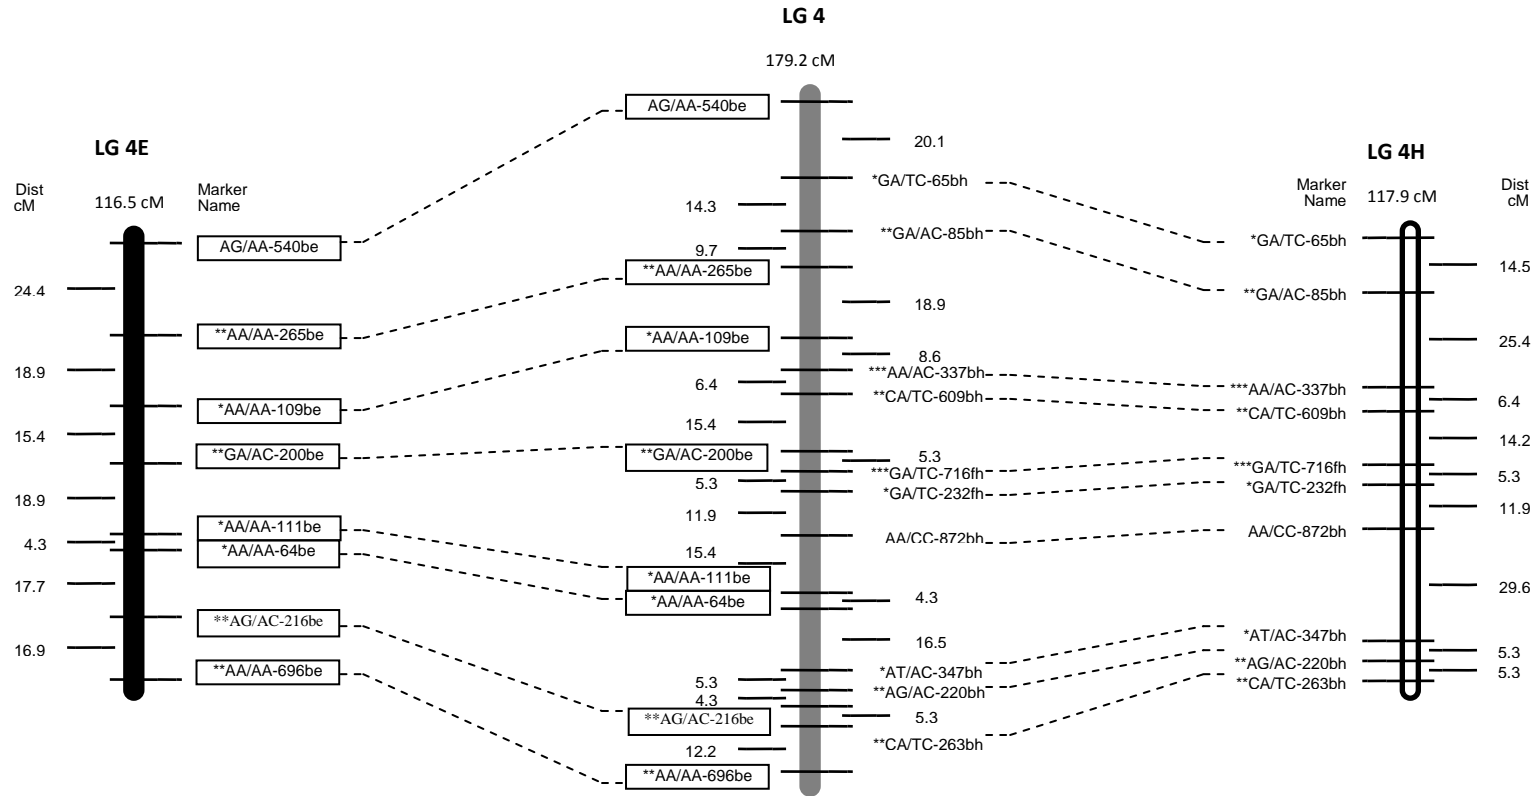 LG 4
179.2 cM
LG 4E
Dist
cM
116.5 cM
Marker
Name
AG/AA-540be
24.4
**AA/AA-265be
18.9
*AA/AA-109be
15.4
**GA/AC-200be
18.9
*AA/AA-111be
4.3
*AA/AA-64be
17.7
**AG/AC-216be
16.9
**AA/AA-696be
AG/AA-540be
20.1
*GA/TC-65bh
14.3
**GA/AC-85bh
9.7
**AA/AA-265be
18.9
*AA/AA-109be
8.6
***AA/AC-337bh
6.4
**CA/TC-609bh
15.4
**GA/AC-200be
5.3
***GA/TC-716fh
5.3
*GA/TC-232fh
11.9
AA/CC-872bh
15.4
*AA/AA-111be
4.3
*AA/AA-64be
16.5
*AT/AC-347bh
5.3
**AG/AC-220bh
4.3
**AG/AC-216be
5.3
**CA/TC-263bh
12.2
**AA/AA-696be
LG 4H
Marker
Name
117.9 cM
Dist
cM
*GA/TC-65bh
14.5
**GA/AC-85bh
25.4
***AA/AC-337bh
6.4
**CA/TC-609bh
14.2
***GA/TC-716fh
5.3
*GA/TC-232fh
11.9
AA/CC-872bh
29.6
*AT/AC-347bh
5.3
**AG/AC-220bh
5.3
**CA/TC-263bh